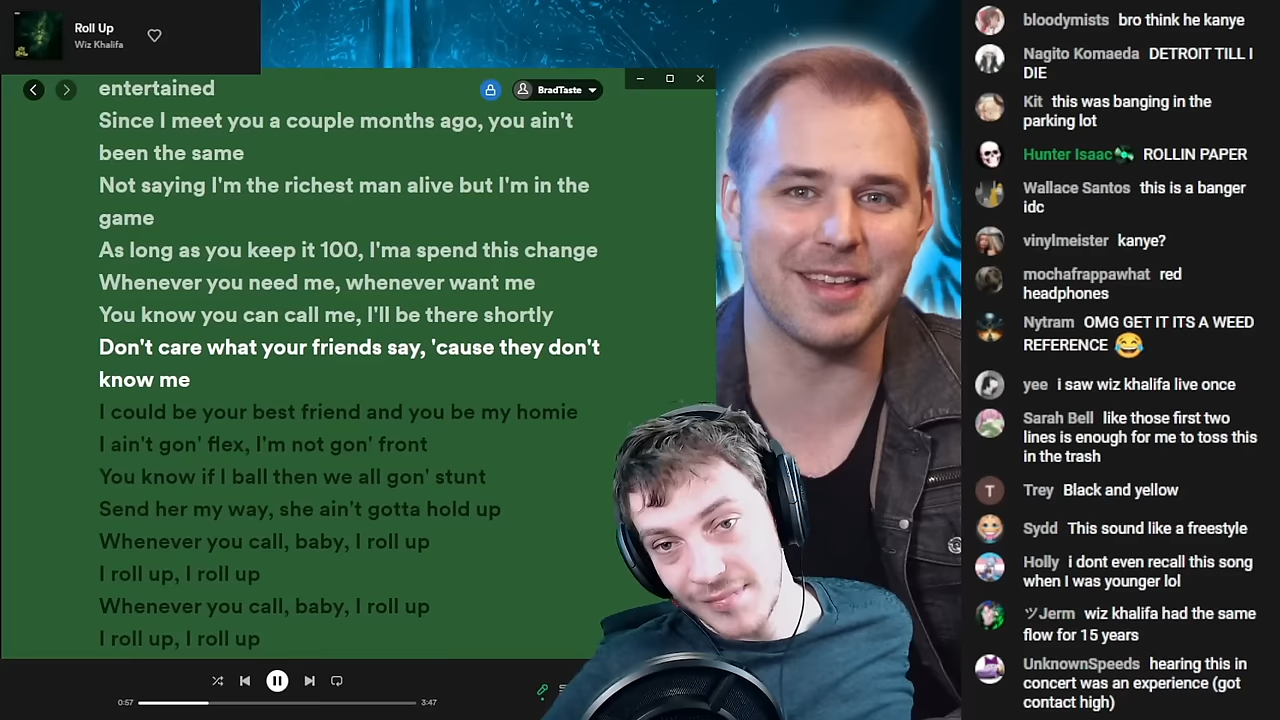 Roll Up
Wiz Khalifa
BradTaste
entertained
Since I meet you a couple months ago, you ain't
been the same
Not saying I'm the richest man alive but I'm in the
game
As long as you keep it 100, I'ma spend this change
Whenever you need me, whenever want me
You know you can call me, I'll be there shortly
Don't care what your friends say, 'cause they don't
know me
I could be your best friend and you be my homie
I ain't gon' flex, I'm not gon' front
You know if I ball then we all gon' stunt
Send her my way, she ain't gotta hold up
Whenever you call, baby, I roll up
I roll up, I roll up
Whenever you call, baby, I roll up
I roll up, I roll up
0:57
3:47
bloodymists bro think he kanye
Nagito Komaeda DETROIT TILL I
DIE
Kit this was banging in the
parking lot
Hunter Isaac ROLLIN PAPER
Wallace Santos this is a banger
idc
vinylmeister kanye?
mochafrappawhat red
headphones
Nytram OMG GET IT ITS A WEED
REFERENCE 😂
yee i saw wiz khalifa live once
Sarah Bell like those first two
lines is enough for me to toss this
in the trash
T Trey Black and yellow
Sydd This sound like a freestyle
Holly i dont even recall this song
when I was younger lol
ツJerm wiz khalifa had the same
flow for 15 years
UnknownSpeeds hearing this in
concert was an experience (got
contact high)